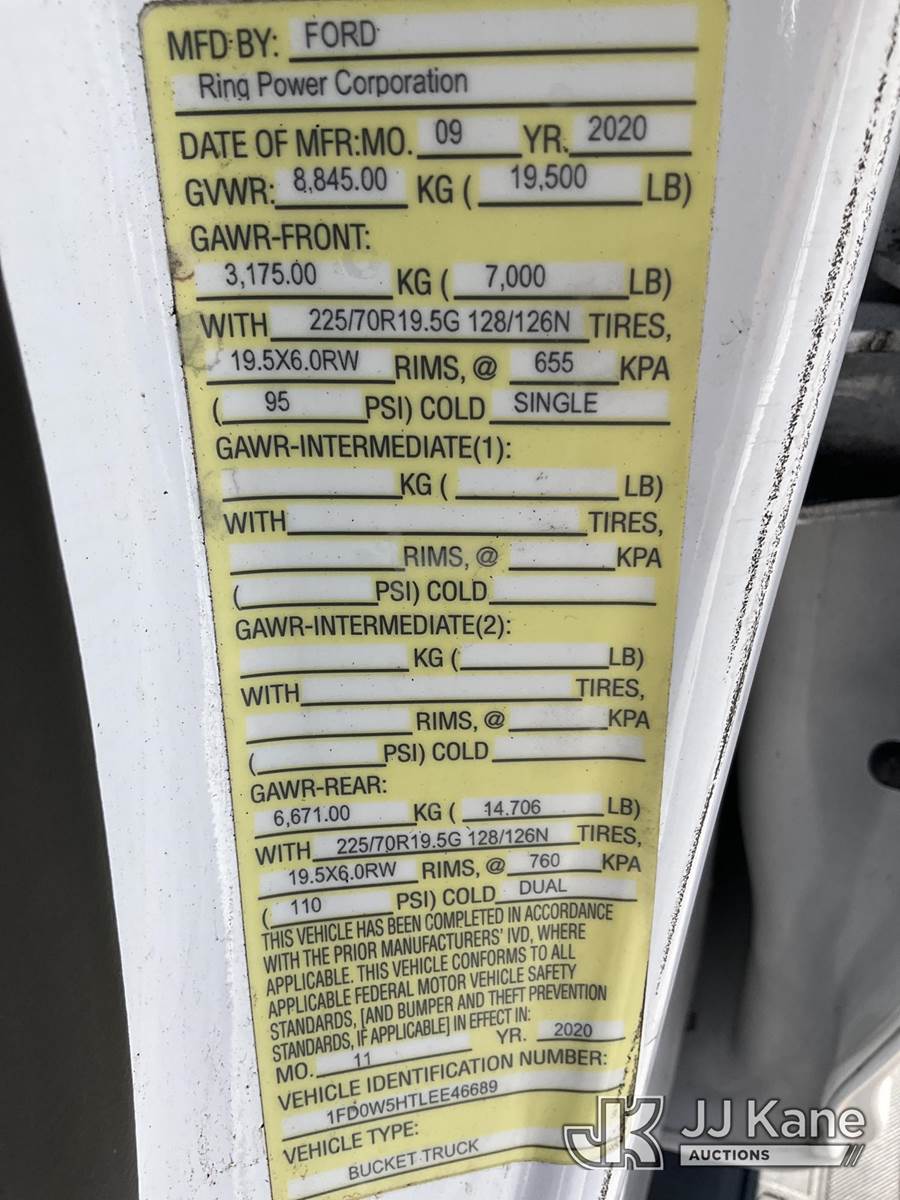 MFD BY: FORD
Ring Power Corporation
DATE OF MFR:MO. 09 YR. 2020
GVWR: 8,845.00 KG ( 19,500 LB)
GAWR-FRONT:
3,175.00 KG ( 7,000 LB)
WITH 225/70R19.5G 128/126N TIRES,
19.5X6.0RW RIMS, @ 655 KPA
( 95 PSI) COLD SINGLE
GAWR-INTERMEDIATE(1):
KG ( LB)
WITH TIRES,
RIMS, @ KPA
( PSI) COLD
GAWR-INTERMEDIATE(2):
KG ( LB)
WITH TIRES,
RIMS, @ KPA
( PSI) COLD
GAWR-REAR:
6,671.00 KG ( 14.706 LB)
WITH 225/70R19.5G 128/126N TIRES,
19.5X6.0RW RIMS, @ 760 KPA
( 110 PSI) COLD DUAL
THIS VEHICLE HAS BEEN COMPLETED IN ACCORDANCE
WITH THE PRIOR MANUFACTURERS' IVD, WHERE
APPLICABLE. THIS VEHICLE CONFORMS TO ALL
APPLICABLE FEDERAL MOTOR VEHICLE SAFETY
STANDARDS, [AND BUMPER AND THEFT PREVENTION
STANDARDS, IF APPLICABLE] IN EFFECT IN:
MO. 11 YR. 2020
VEHICLE IDENTIFICATION NUMBER:
1FD0W5HTLEE46689
VEHICLE TYPE:
BUCKET TRUCK
JK JJ Kane
AUCTIONS